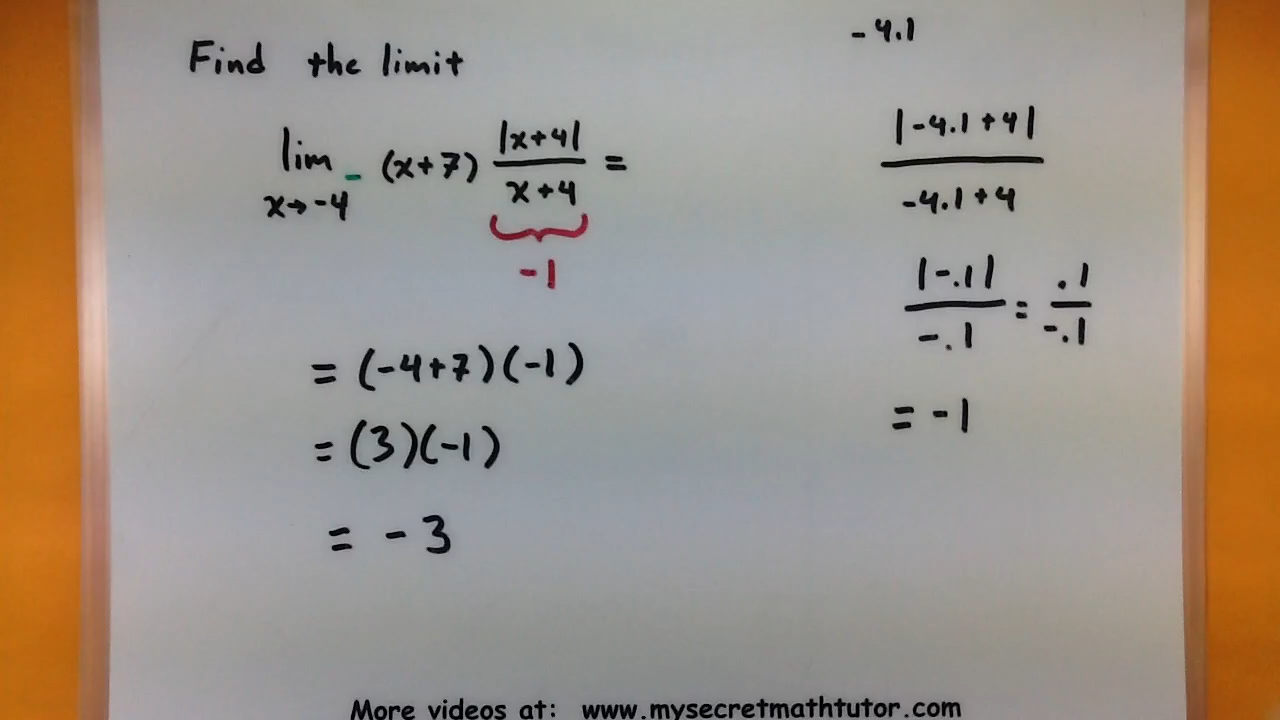 Find the limit
lim x→-4⁻ (x+7) |x+4| / x+4 =
-1
= (-4+7)(-1)
= (3)(-1)
= -3
-4.1
|-4.1+4| / -4.1+4
|-.1| / -.1 = .1 / -.1
= -1
More videos at: www.mysecretmathtutor.com